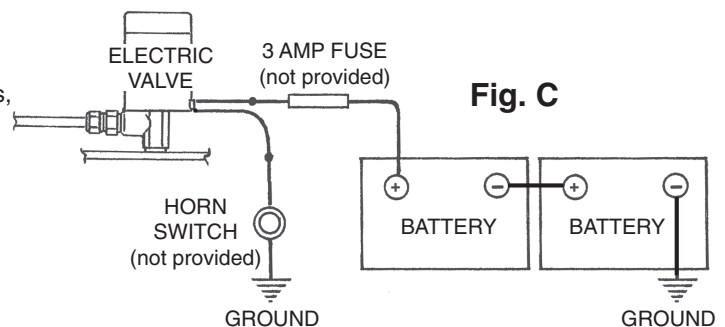 ELECTRIC
VALVE
s,
3 AMP FUSE
(not provided)
Fig. C
+
−
+
−
BATTERY
BATTERY
HORN
SWITCH
(not provided)
GROUND
GROUND